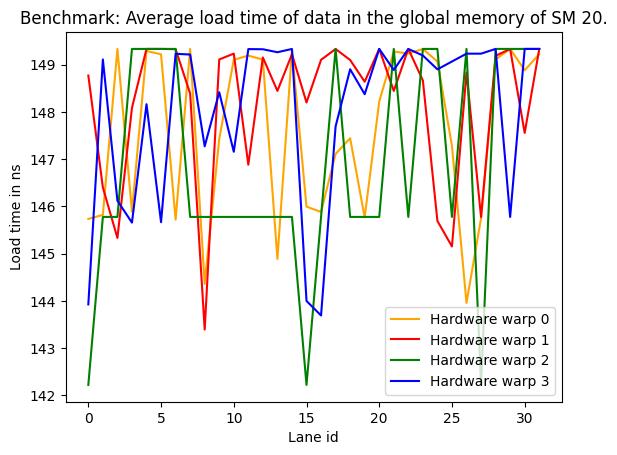 Benchmark: Average load time of data in the global memory of SM 20.
Load time in ns
149
148
147
146
145
144
143
142
0 5 10 15 20 25 30
Lane id
Hardware warp 0
Hardware warp 1
Hardware warp 2
Hardware warp 3